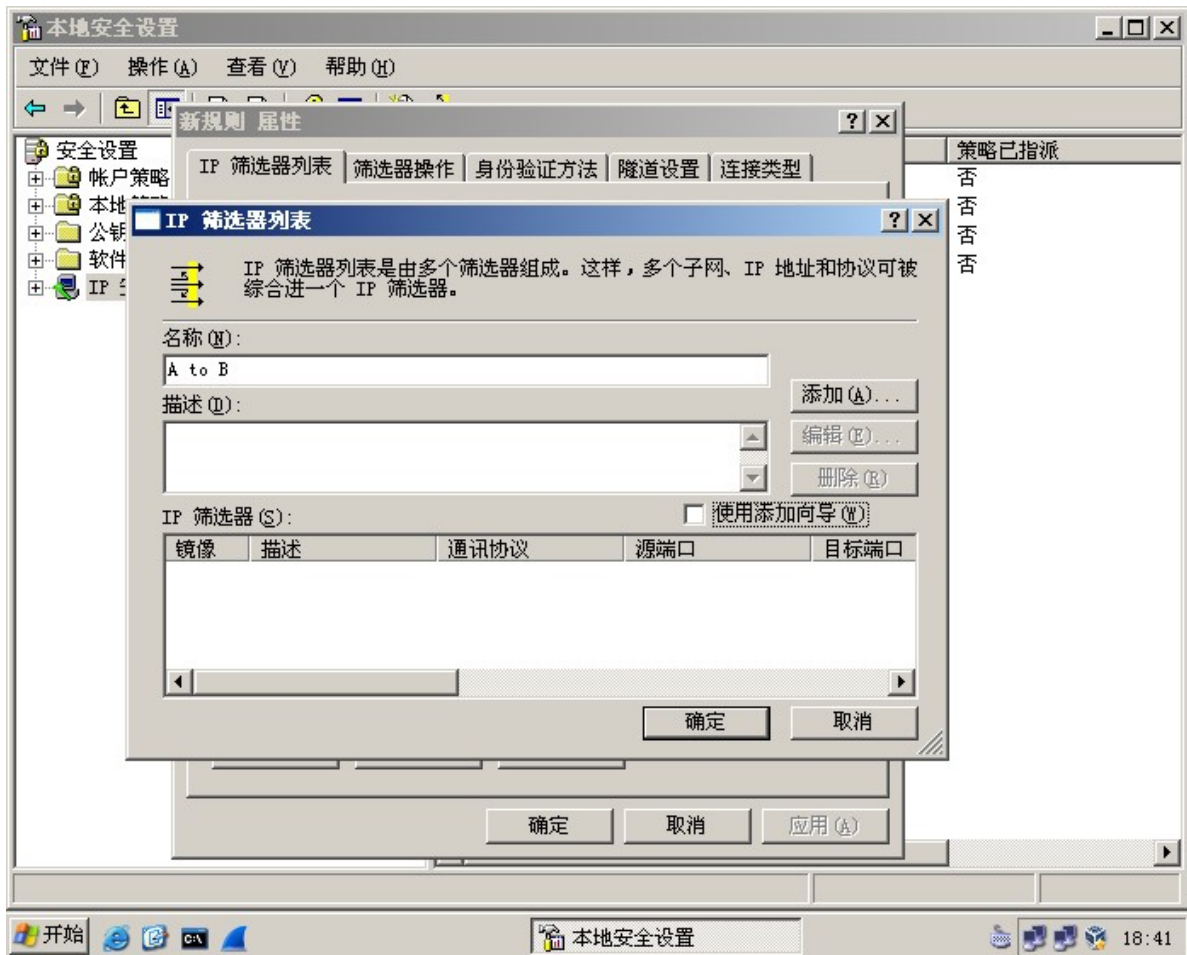 本地安全设置
文件(F) 操作(A) 查看(V) 帮助(H)
新规则 属性
安全设置
策略已指派
IP 筛选器列表 筛选器操作 身份验证方法 隧道设置 连接类型
帐户策略
否
本地
否
IP 筛选器列表
公钥
否
软件
否
IP
IP 筛选器列表是由多个筛选器组成。这样，多个子网、IP 地址和协议可被
综合进一个 IP 筛选器。
名称(N):
A to B
添加(A)...
描述(D):
编辑(E)...
删除(R)
IP 筛选器(S):
使用添加向导(W)
镜像 描述 通讯协议 源端口 目标端口
确定 取消
确定 取消 应用(A)
开始
本地安全设置
18:41